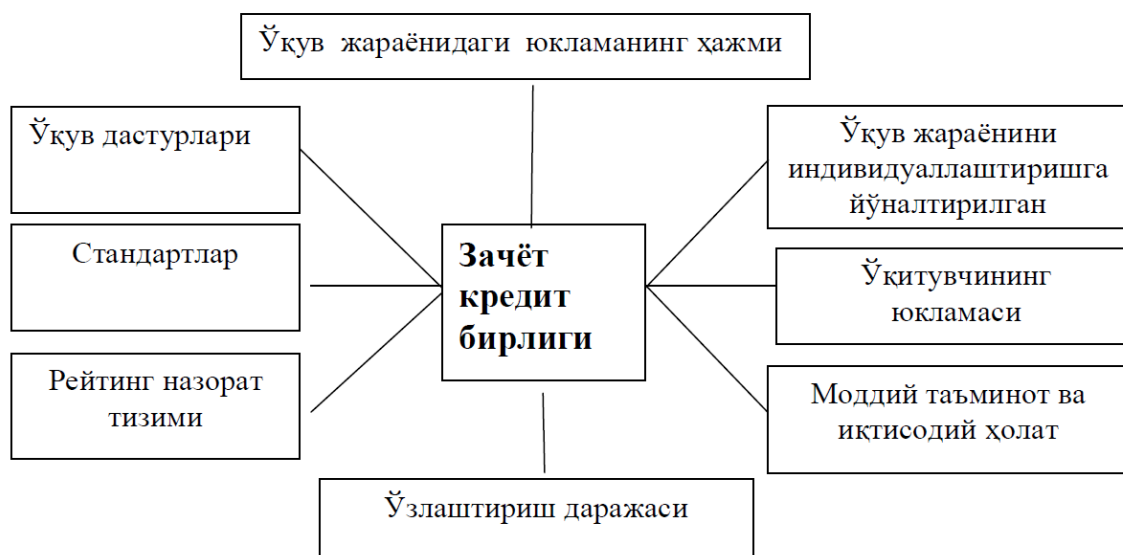 Ўқув жараёнидаги юкламанинг ҳажми
Ўқув дастурлари
Стандартлар
Рейтинг назорат
тизими
Зачёт
кредит
бирлиги
Ўқув жараёнини
индивидуаллаштиришга
йўналтирилган
Ўқитувчининг
юкламаси
Моддий таъминот ва
иқтисодий ҳолат
Ўзлаштириш даражаси